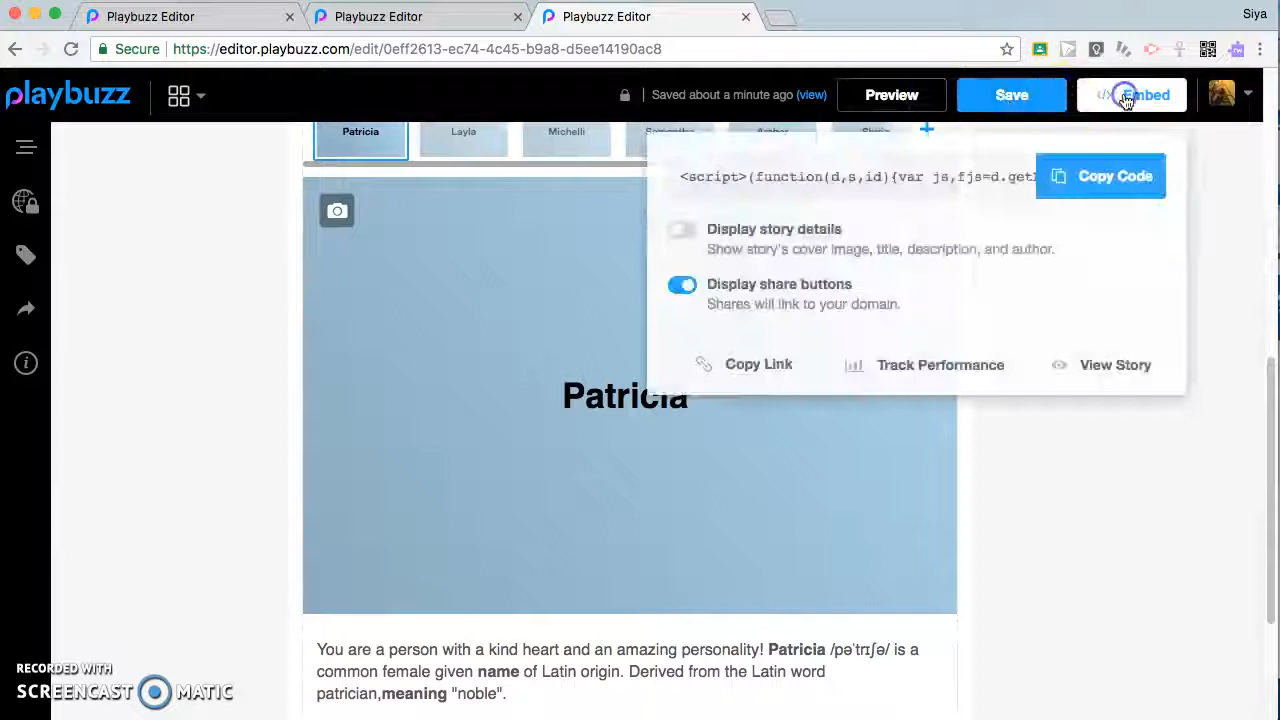 Playbuzz Editor
Playbuzz Editor
Playbuzz Editor
Siya
Secure
https://editor.playbuzz.com/edit/0eff2613-ec74-4c45-b9a8-d5ee14190ac8
playbuzz
Saved about a minute ago (view)
Preview
Save
Embed
Patricia
Layla
Michelli
Samantha
Amber
<script>(function(d,s,id){var js,fjs=d.getE
Copy Code
Display story details
Show story's cover image, title, description, and author.
Display share buttons
Shares will link to your domain.
Copy Link
Track Performance
View Story
Patricia
You are a person with a kind heart and an amazing personality! Patricia /pəˈtrɪʃə/ is a
common female given name of Latin origin. Derived from the Latin word
patrician,meaning "noble".
RECORDED WITH
SCREENCAST MATIC